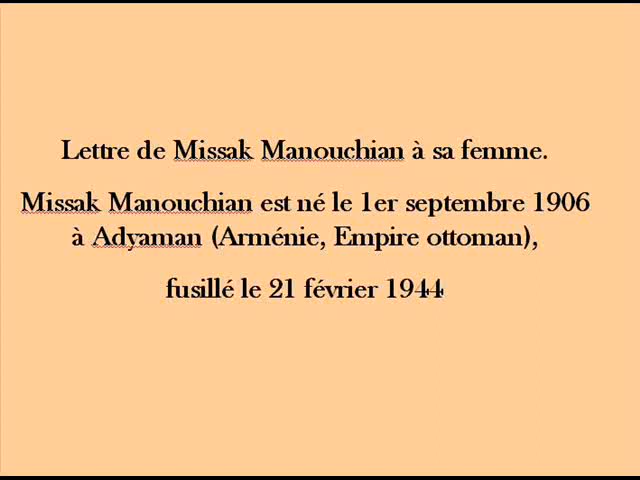 Lettre de Missak Manouchian à sa femme.
Missak Manouchian est né le 1er septembre 1906
à Adyaman (Arménie, Empire ottoman),
fusillé le 21 février 1944